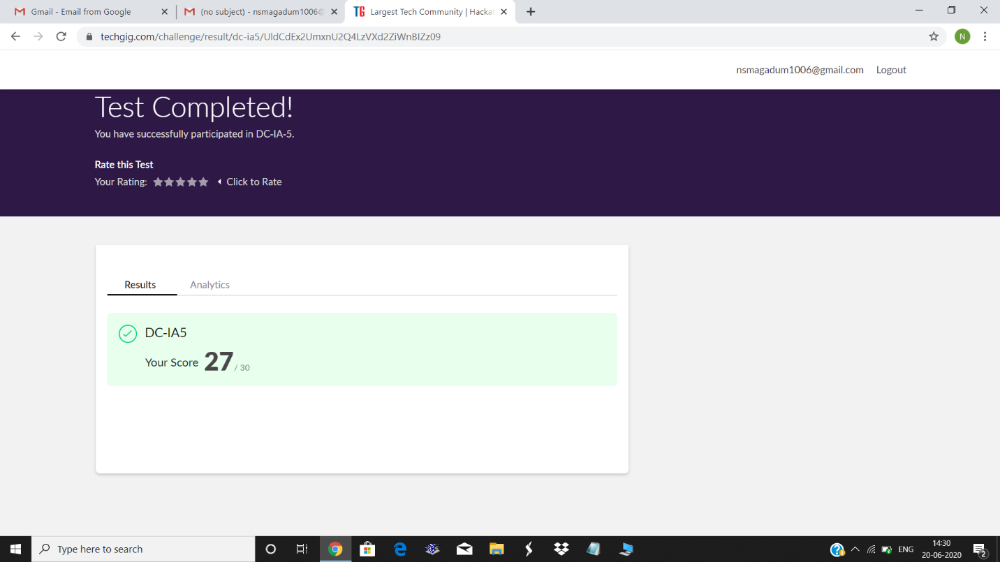 Gmail - Email from Google
(no subject) - nsmagadum1006@
TG Largest Tech Community | Hackat
techgig.com/challenge/result/dc-ia5/UldCdEx2UmxnU2Q4LzVXd2ZiWnBIZz09
N
nsmagadum1006@gmail.com Logout
Test Completed!
You have successfully participated in DC-IA-5.
Rate this Test
Your Rating: Click to Rate
Results Analytics
DC-IA5
Your Score 27 / 30
Type here to search
ENG
14:30
20-06-2020
2